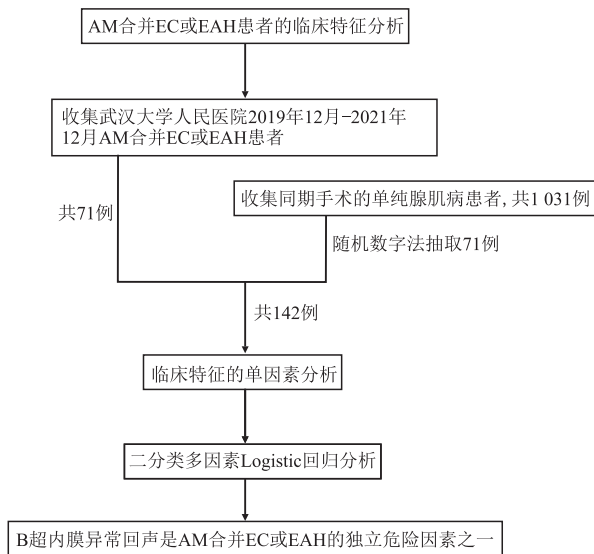 AM合并EC或EAH患者的临床特征分析
收集武汉大学人民医院2019年12月-2021年
12月AM合并EC或EAH患者
共71例
收集同期手术的单纯腺肌病患者,共1 031例
随机数字法抽取71例
共142例
临床特征的单因素分析
二分类多因素Logistic回归分析
B超内膜异常回声是AM合并EC或EAH的独立危险因素之一